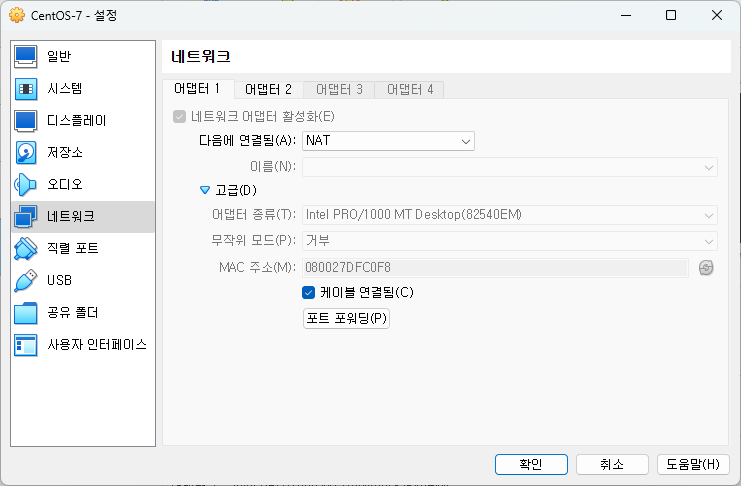 CentOS-7 - 설정
일반
시스템
디스플레이
저장소
오디오
네트워크
직렬 포트
USB
공유 폴더
사용자 인터페이스
네트워크
어댑터 1 어댑터 2 어댑터 3 어댑터 4
네트워크 어댑터 활성화(E)
다음에 연결됨(A): NAT
이름(N):
고급(D)
어댑터 종류(T): Intel PRO/1000 MT Desktop(82540EM)
무작위 모드(P): 거부
MAC 주소(M): 080027DFC0F8
케이블 연결됨(C)
포트 포워딩(P)
확인 취소 도움말(H)